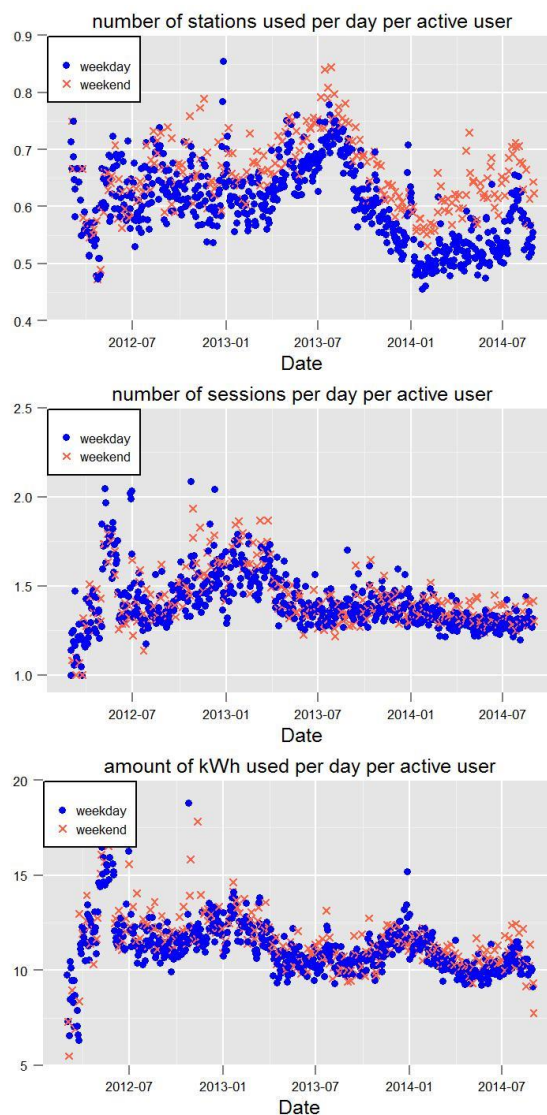 number of stations used per day per active user
0.9
weekday
weekend
0.8
0.7
0.6
0.5
0.4
2012-07 2013-01 2013-07 2014-01 2014-07
Date
number of sessions per day per active user
2.5
weekday
weekend
2.0
1.5
1.0
2012-07 2013-01 2013-07 2014-01 2014-07
Date
amount of kWh used per day per active user
20
weekday
weekend
15
10
5
2012-07 2013-01 2013-07 2014-01 2014-07
Date